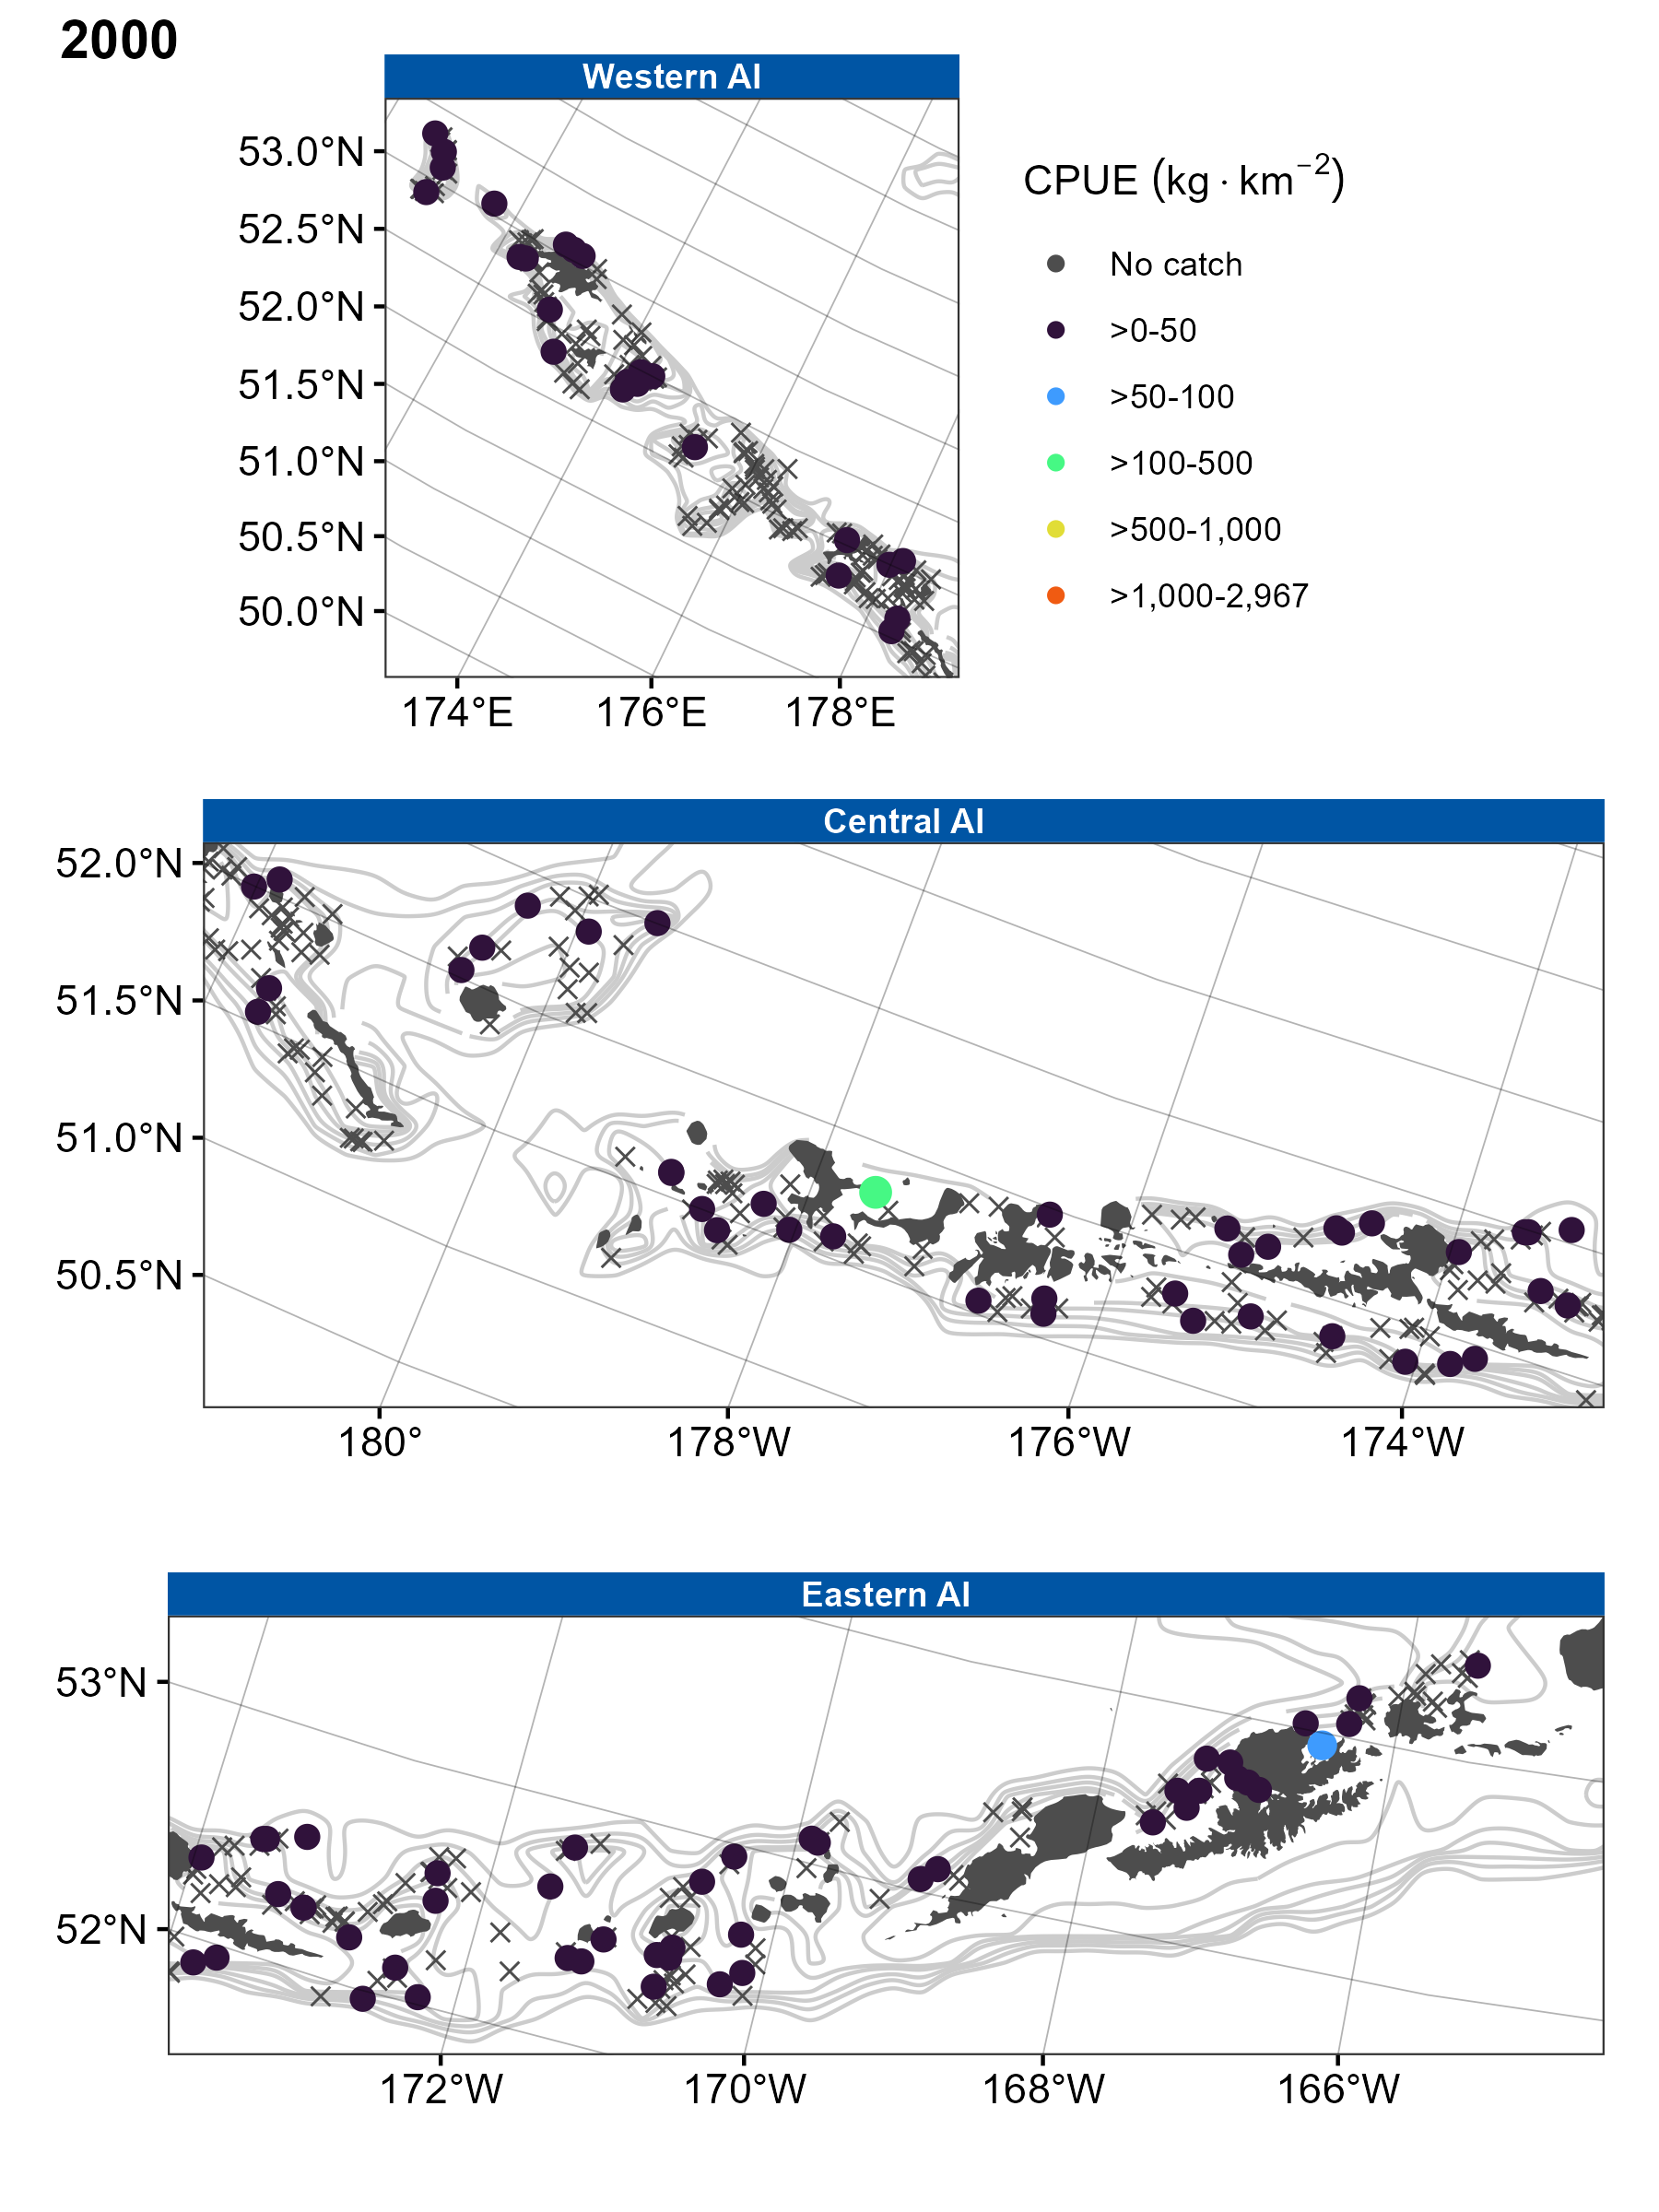 2000
Western AI
53.0°N
52.5°N
52.0°N
51.5°N
51.0°N
50.5°N
50.0°N
174°E 176°E 178°E
CPUE (kg · km⁻²)
No catch
>0-50
>50-100
>100-500
>500-1,000
>1,000-2,967
Central AI
52.0°N
51.5°N
51.0°N
50.5°N
180° 178°W 176°W 174°W
Eastern AI
53°N
52°N
172°W 170°W 168°W 166°W